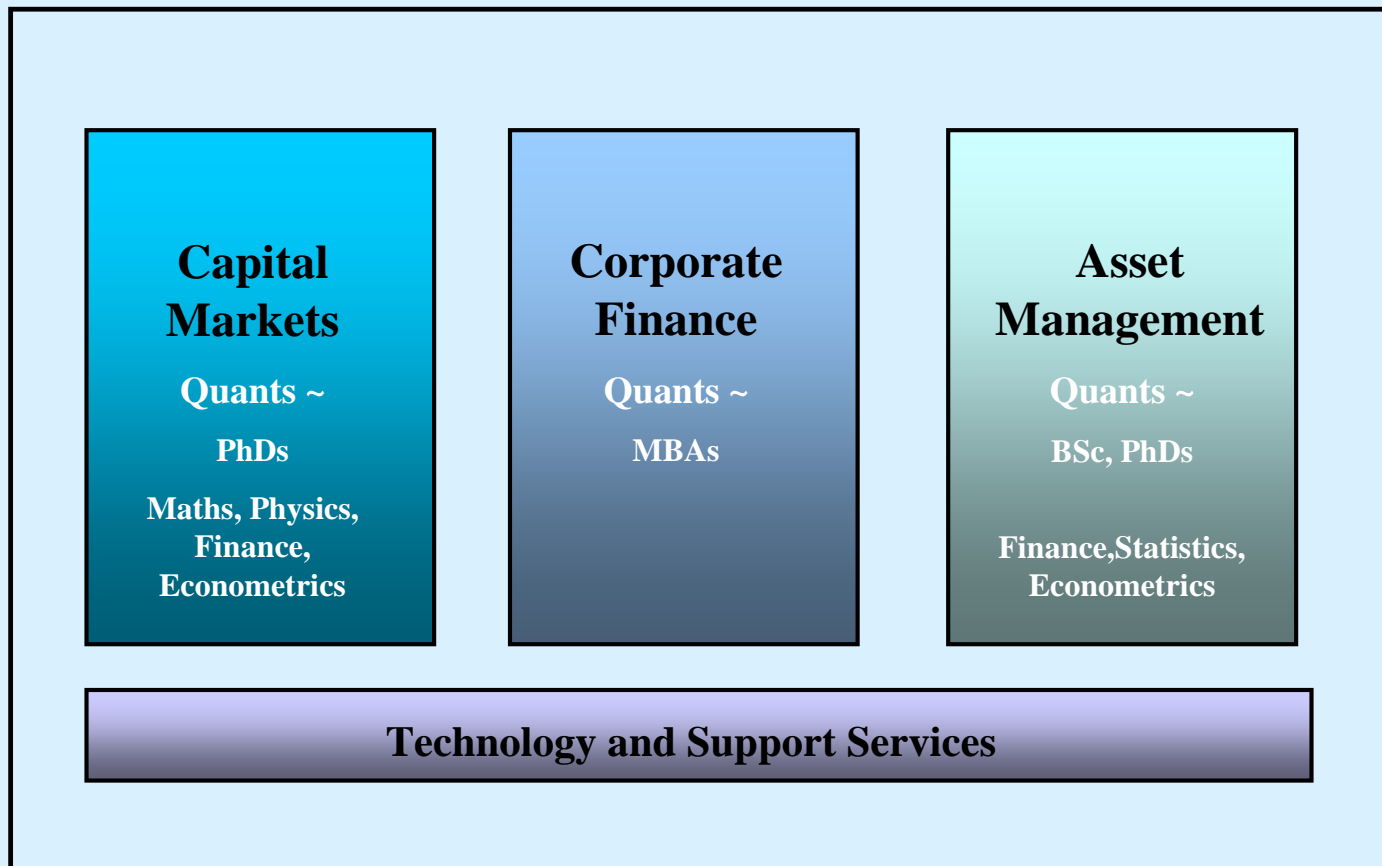 Capital
Markets
Quants ~
PhDs
Maths, Physics,
Finance,
Econometrics
Corporate
Finance
Quants ~
MBAs
Asset
Management
Quants ~
BSc, PhDs
Finance,Statistics,
Econometrics
Technology and Support Services